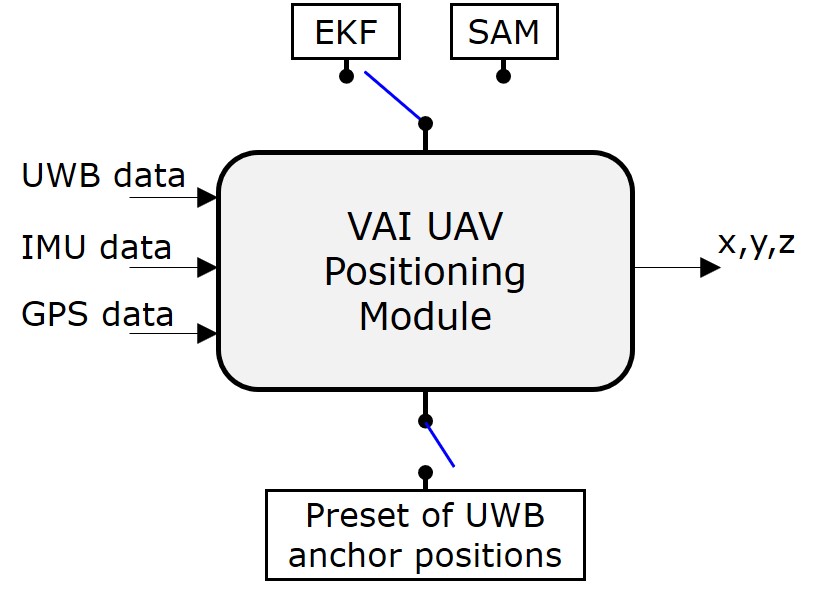 EKF
SAM
UWB data
IMU data
GPS data
VAI UAV
Positioning
Module
x,y,z
Preset of UWB
anchor positions